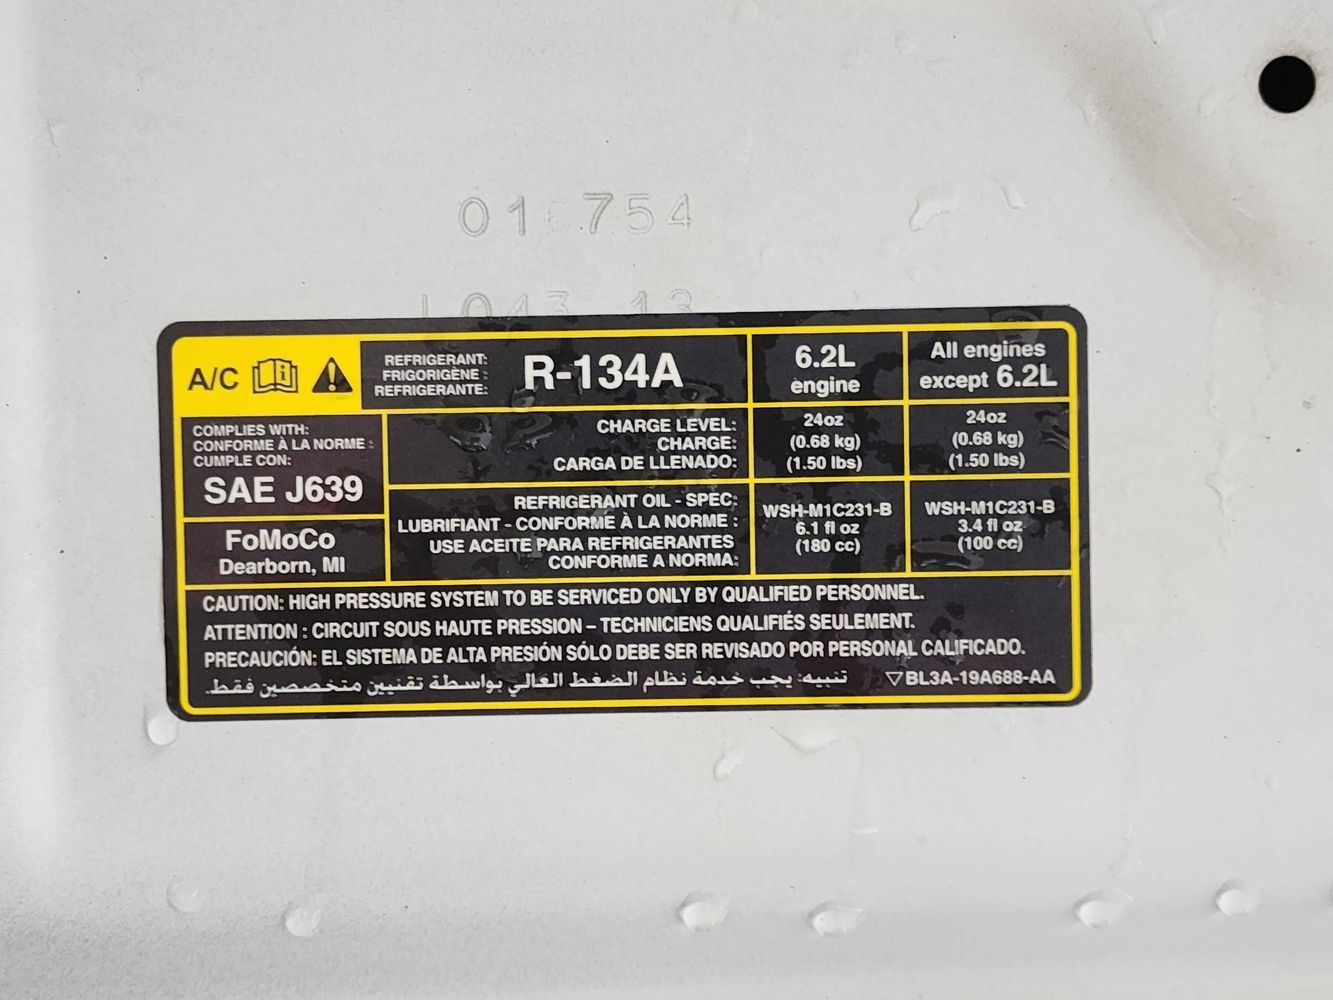 016754
L043 13
A/C
REFRIGERANT:
FRIGORIGÈNE :
REFRIGERANTE:
R-134A
6.2L
engine
All engines
except 6.2L
COMPLIES WITH:
CONFORME À LA NORME :
CUMPLE CON:
SAE J639
FoMoCo
Dearborn, MI
CHARGE LEVEL:
CHARGE:
CARGA DE LLENADO:
24oz
(0.68 kg)
(1.50 lbs)
24oz
(0.68 kg)
(1.50 lbs)
REFRIGERANT OIL - SPEC:
LUBRIFIANT - CONFORME À LA NORME :
USE ACEITE PARA REFRIGERANTES
CONFORME A NORMA:
WSH-M1C231-B
6.1 fl oz
(180 cc)
WSH-M1C231-B
3.4 fl oz
(100 cc)
CAUTION: HIGH PRESSURE SYSTEM TO BE SERVICED ONLY BY QUALIFIED PERSONNEL.
ATTENTION : CIRCUIT SOUS HAUTE PRESSION – TECHNICIENS QUALIFIÉS SEULEMENT.
PRECAUCIÓN: EL SISTEMA DE ALTA PRESIÓN SÓLO DEBE SER REVISADO POR PERSONAL CALIFICADO.
تنبيه: يجب خدمة نظام الضغط العالي بواسطة تقنيين متخصصين فقط.
▽BL3A-19A688-AA